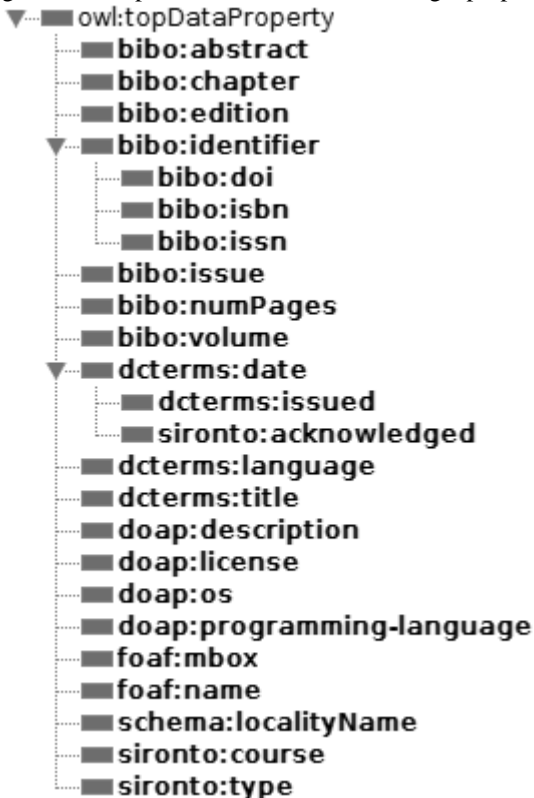 owl:topDataProperty
bibo:abstract
bibo:chapter
bibo:edition
bibo:identifier
bibo:doi
bibo:isbn
bibo:issn
bibo:issue
bibo:numPages
bibo:volume
dcterms:date
dcterms:issued
sironto:acknowledged
dcterms:language
dcterms:title
doap:description
doap:license
doap:os
doap:programming-language
foaf:mbox
foaf:name
schema:localityName
sironto:course
sironto:type